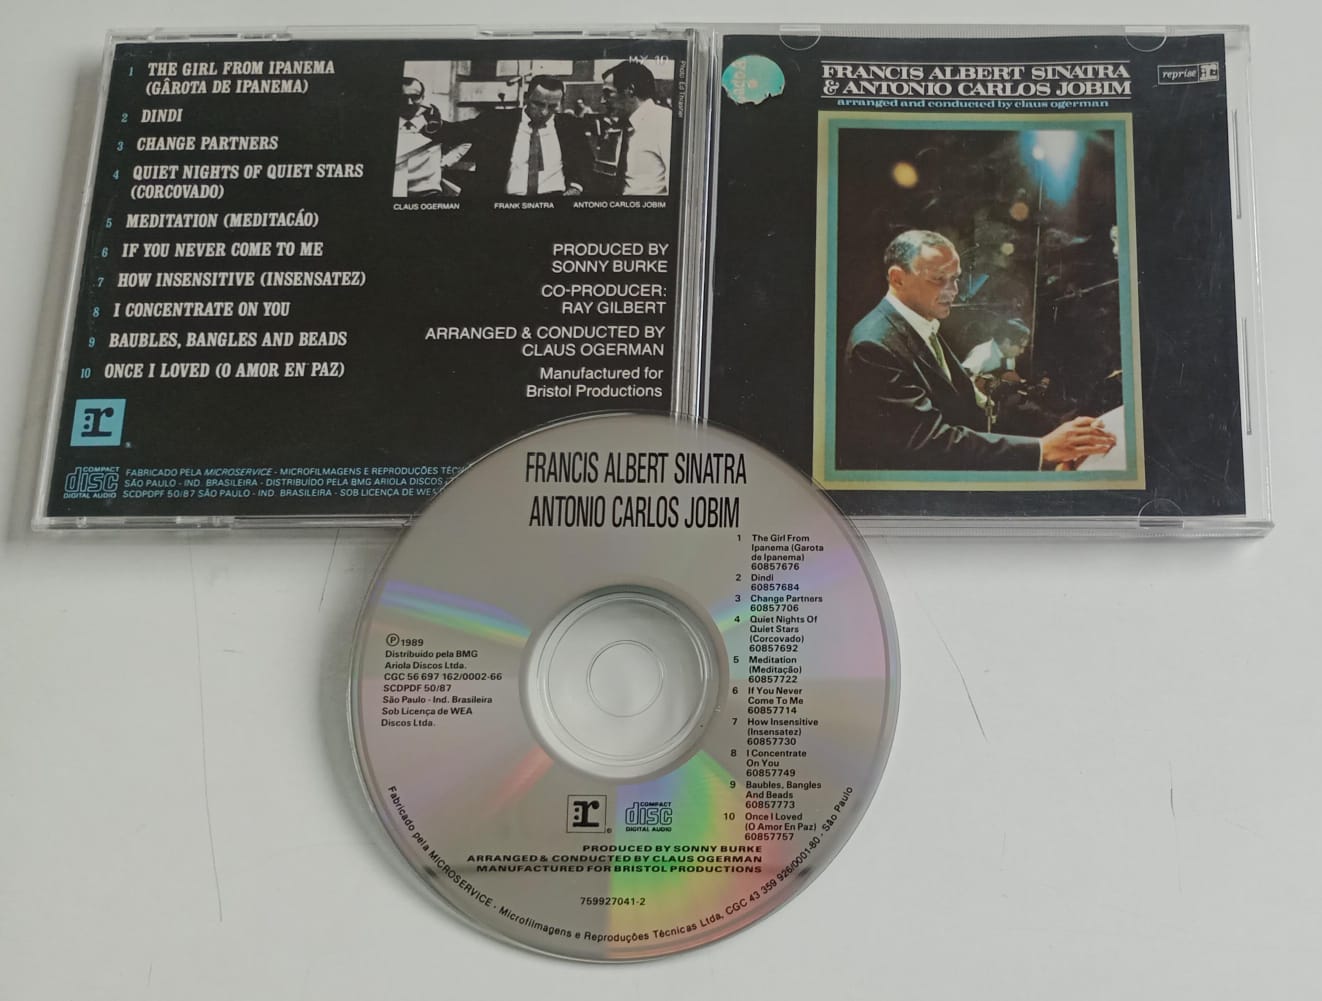 1 THE GIRL FROM IPANEMA
(GÂROTA DE IPANEMA)
2 DINDI
3 CHANGE PARTNERS
4 QUIET NIGHTS OF QUIET STARS
(CORCOVADO)
5 MEDITATION (MEDITACÁO)
6 IF YOU NEVER COME TO ME
7 HOW INSENSITIVE (INSENSATEZ)
8 I CONCENTRATE ON YOU
9 BAUBLES, BANGLES AND BEADS
10 ONCE I LOVED (O AMOR EN PAZ)
CLAUS OGERMAN FRANK SINATRA ANTONIO CARLOS JOBIM
PRODUCED BY
SONNY BURKE
CO-PRODUCER:
RAY GILBERT
ARRANGED & CONDUCTED BY
CLAUS OGERMAN
Manufactured for
Bristol Productions
r
COMPACT
disc
DIGITAL AUDIO
FABRICADO PELA MICROSERVICE - MICROFILMAGENS E REPRODUÇÕES
SÃO PAULO - IND. BRASILEIRA - DISTRIBUÍDO PELA BMG ARIOLA DISCOS
SCDPDPF 50/87 SÃO PAULO - IND. BRASILEIRA - SOB LICENÇA DE
FRANCIS ALBERT SINATRA
& ANTONIO CARLOS JOBIM
arranged and conducted by claus ogerman
reprise
FRANCIS ALBERT SINATRA
ANTONIO CARLOS JOBIM
1 The Girl From
Ipanema (Garota
de Ipanema)
60857676
2 Dindi
60857684
3 Change Partners
60857706
4 Quiet Nights Of
Quiet Stars
(Corcovado)
60857692
5 Meditation
(Meditação)
60857722
6 If You Never
Come To Me
60857714
7 How Insensitive
(Insensatez)
60857730
8 I Concentrate
On You
60857749
9 Baubles, Bangles
And Beads
60857773
10 Once I Loved
(O Amor En Paz)
60857757
℗ 1989
Distribuído pela BMG
Ariola Discos Ltda.
CGC 56 697 162/0002-66
SCDPDF 50/87
São Paulo - Ind. Brasileira
Sob Licença de WEA
Discos Ltda.
r
COMPACT
disc
DIGITAL AUDIO
PRODUCED BY SONNY BURKE
ARRANGED & CONDUCTED BY CLAUS OGERMAN
MANUFACTURED FOR BRISTOL PRODUCTIONS
759927041-2
Fabricado pela MICROSERVICE - Microfilmagens e Reproduções Técnicas Ltda, CGC 43 359 926/0001-80 - São Paulo